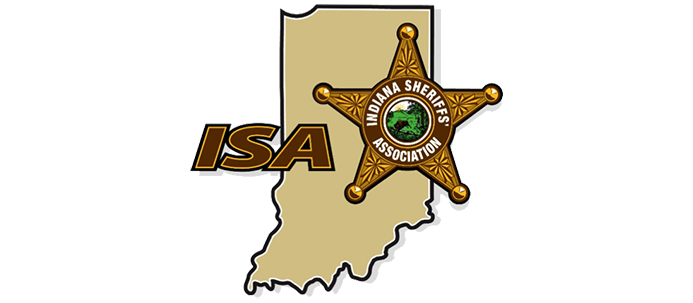 ISA
INDIANA SHERIFFS'
ASSOCIATION